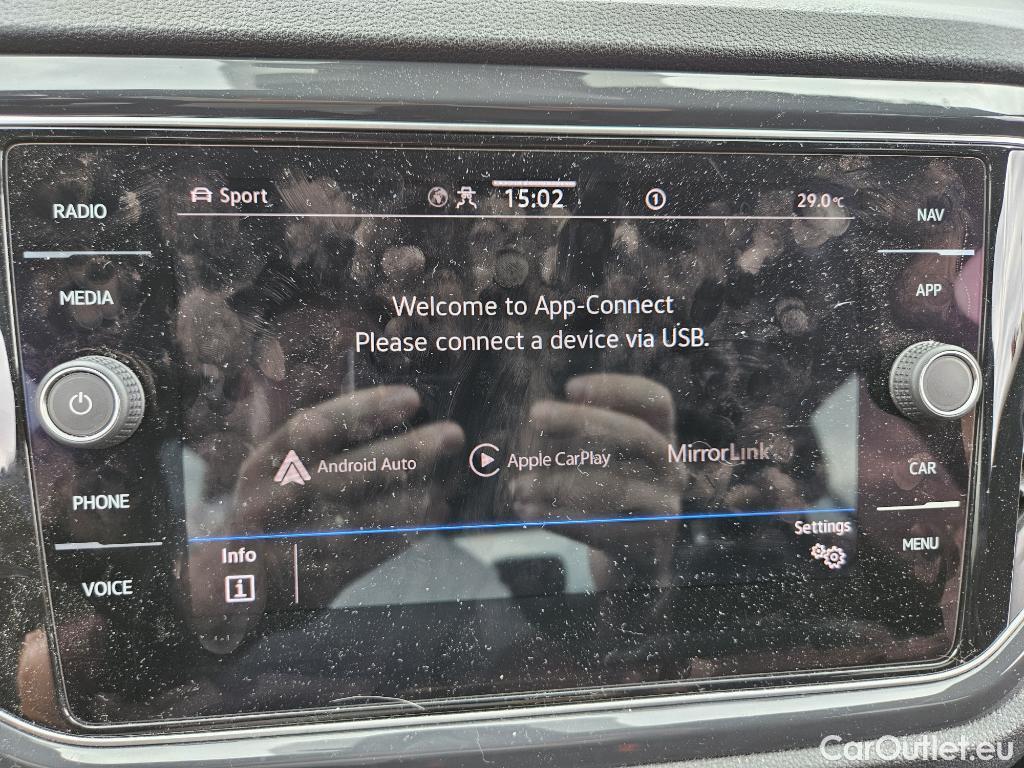 RADIO
MEDIA
PHONE
VOICE
Sport
15:02
1
29.0°C
Welcome to App-Connect
Please connect a device via USB.
Android Auto
Apple CarPlay
MirrorLink
Info
i
Settings
NAV
APP
CAR
MENU
CarOutlet.eu